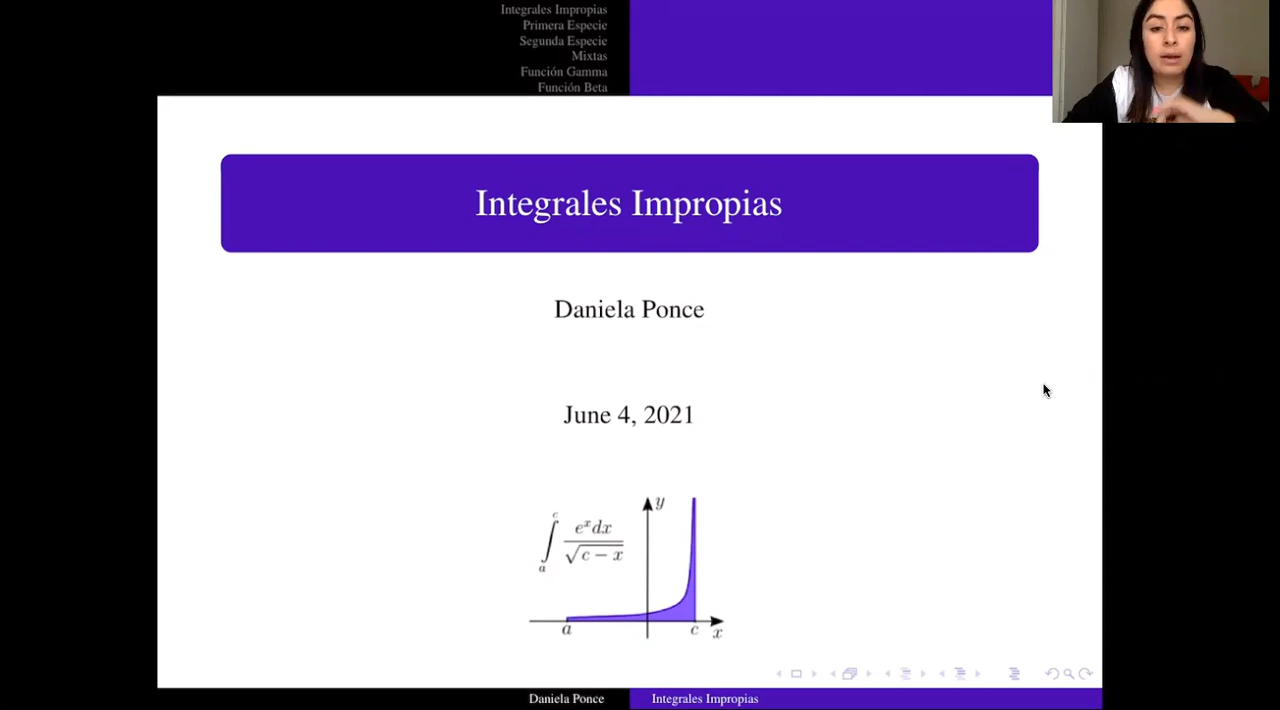 Integrales Impropias
Primera Especie
Segunda Especie
Mixtas
Función Gamma
Función Beta
Integrales Impropias
Daniela Ponce
June 4, 2021
∫_a^c e^x dx / √(c − x)
y
a
c
x
Daniela Ponce
Integrales Impropias